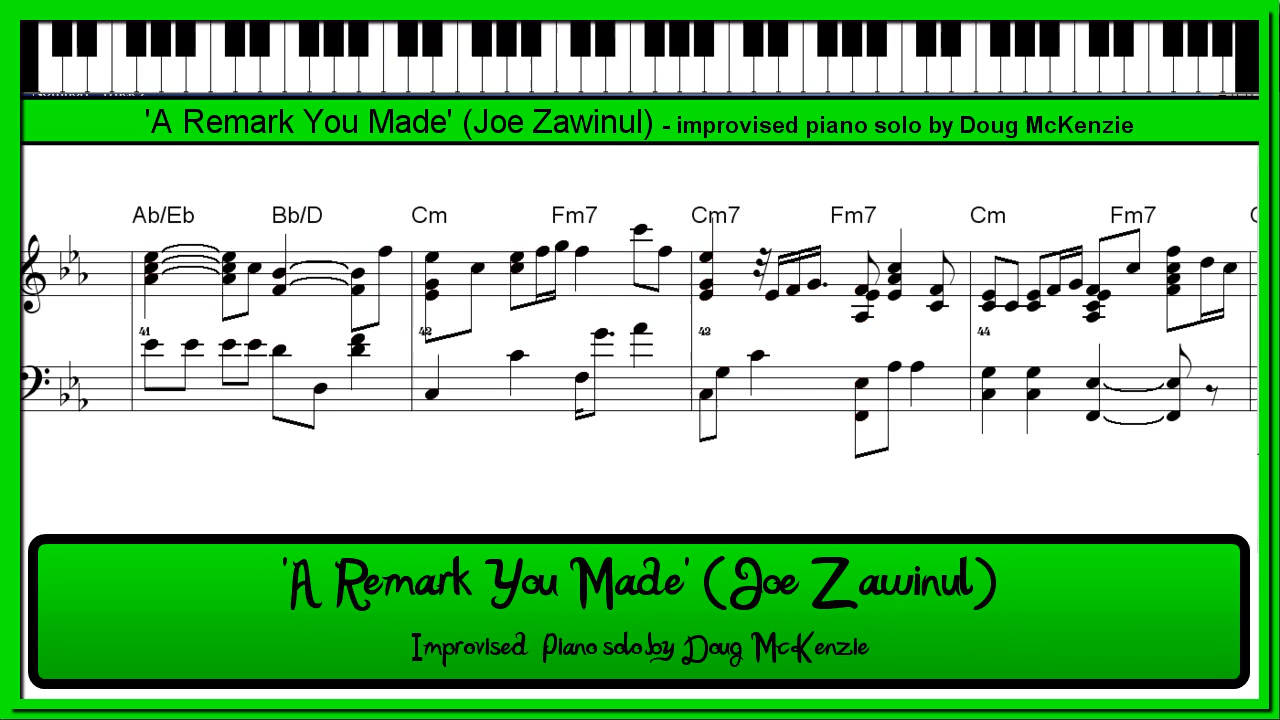 'A Remark You Made' (Joe Zawinul) - improvised piano solo by Doug McKenzie
Ab/Eb Bb/D Cm Fm7 Cm7 Fm7 Cm Fm7
41 42 42 44
'A Remark You Made' (Joe Zawinul)
Improvised Piano solo by Doug McKenzie